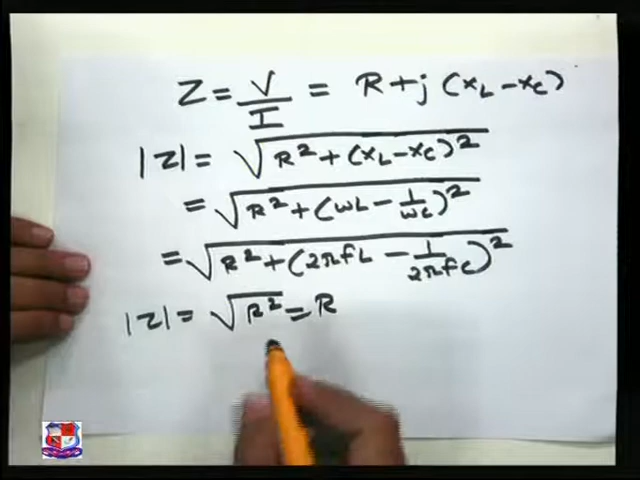 Z = V/I = R + j (XL - XC)
|Z| = √(R² + (XL - XC)²)
= √(R² + (ωL - 1/ωC)²)
= √(R² + (2πfL - 1/2πfC)²)
|Z| = √R² = R